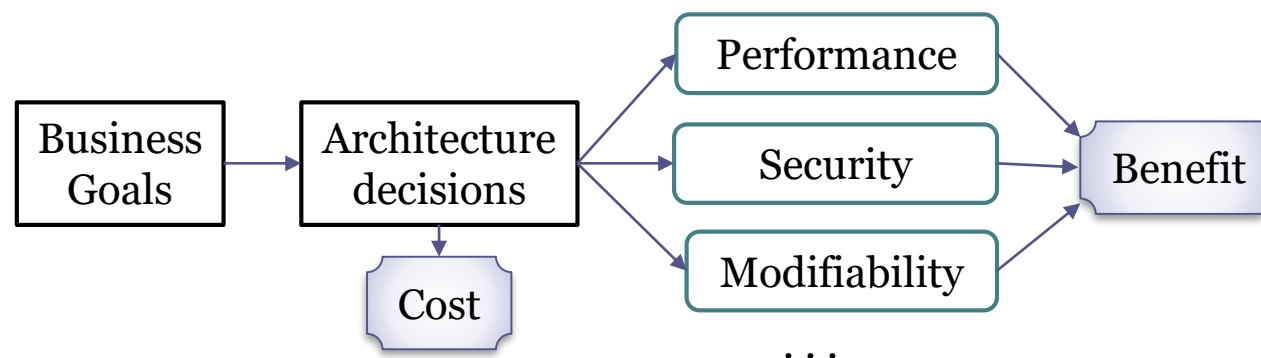 Business
Goals
Architecture
decisions
Cost
Performance
Security
Modifiability
...
Benefit